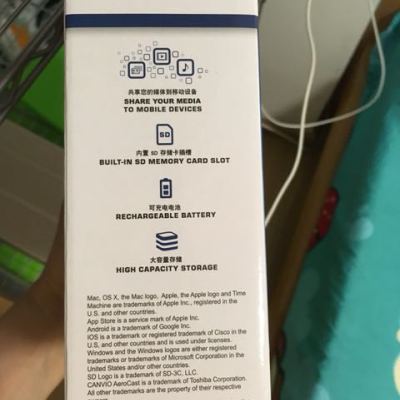 共享您的媒体到移动设备
SHARE YOUR MEDIA
TO MOBILE DEVICES
SD
内置 SD 存储卡插槽
BUILT-IN SD MEMORY CARD SLOT
可充电电池
RECHARGEABLE BATTERY
大容量存储
HIGH CAPACITY STORAGE
Mac, OS X, the Mac logo, Apple, the Apple logo and Time
Machine are trademarks of Apple Inc., registered in the
U.S. and other countries.
App Store is a service mark of Apple Inc.
Android is a trademark of Google Inc.
IOS is a trademark or registered trademark of Cisco in the
U.S. and other countries and is used under licenses.
Windows and the Windows logos are either registered
trademarks or trademarks of Microsoft Corporation in the
United States and/or other countries.
SD Logo is a trademark of SD-3C, LLC.
CANVIO AeroCast is a trademark of Toshiba Corporation.
All other trademarks are the property of their respective